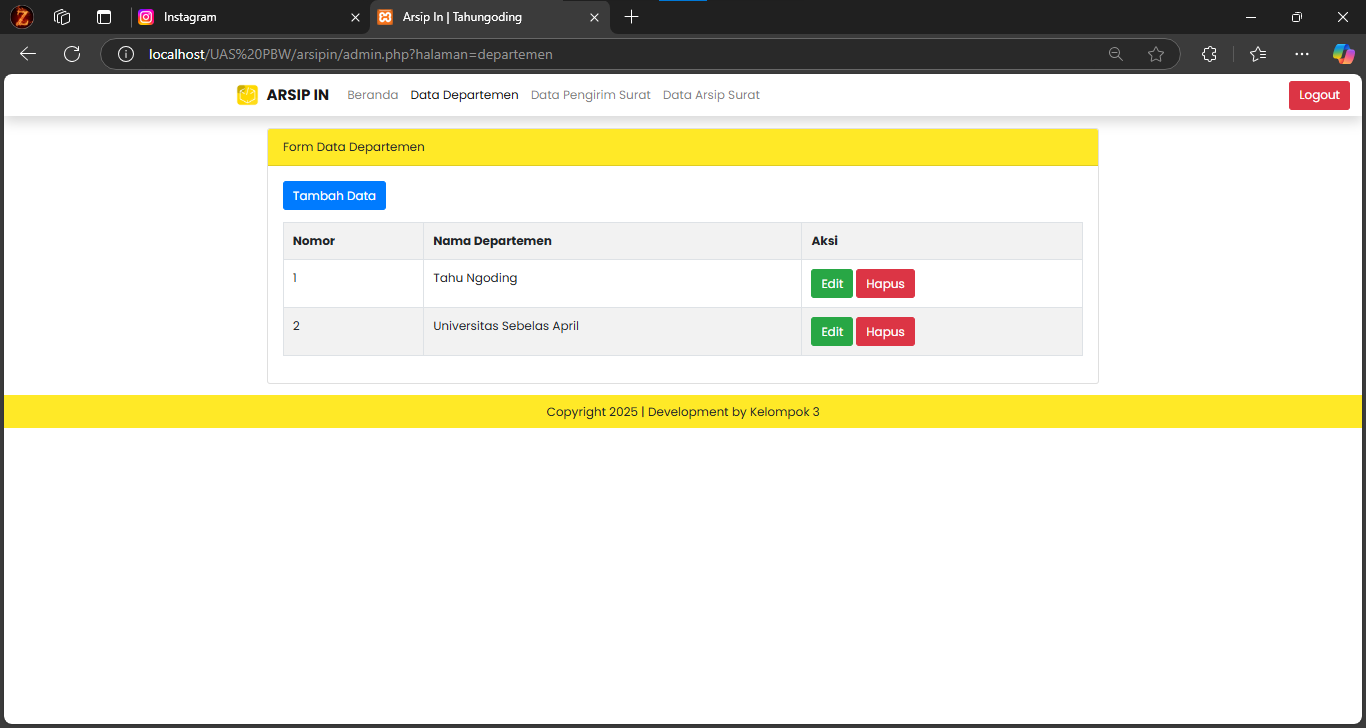 Instagram
Arsip In | Tahungoding
localhost/UAS%20PBW/arsipin/admin.php?halaman=departemen
ARSIP IN Beranda Data Departemen Data Pengirim Surat Data Arsip Surat Logout
Form Data Departemen
Tambah Data
Nomor Nama Departemen Aksi
1 Tahu Ngoding Edit Hapus
2 Universitas Sebelas April Edit Hapus
Copyright 2025 | Development by Kelompok 3